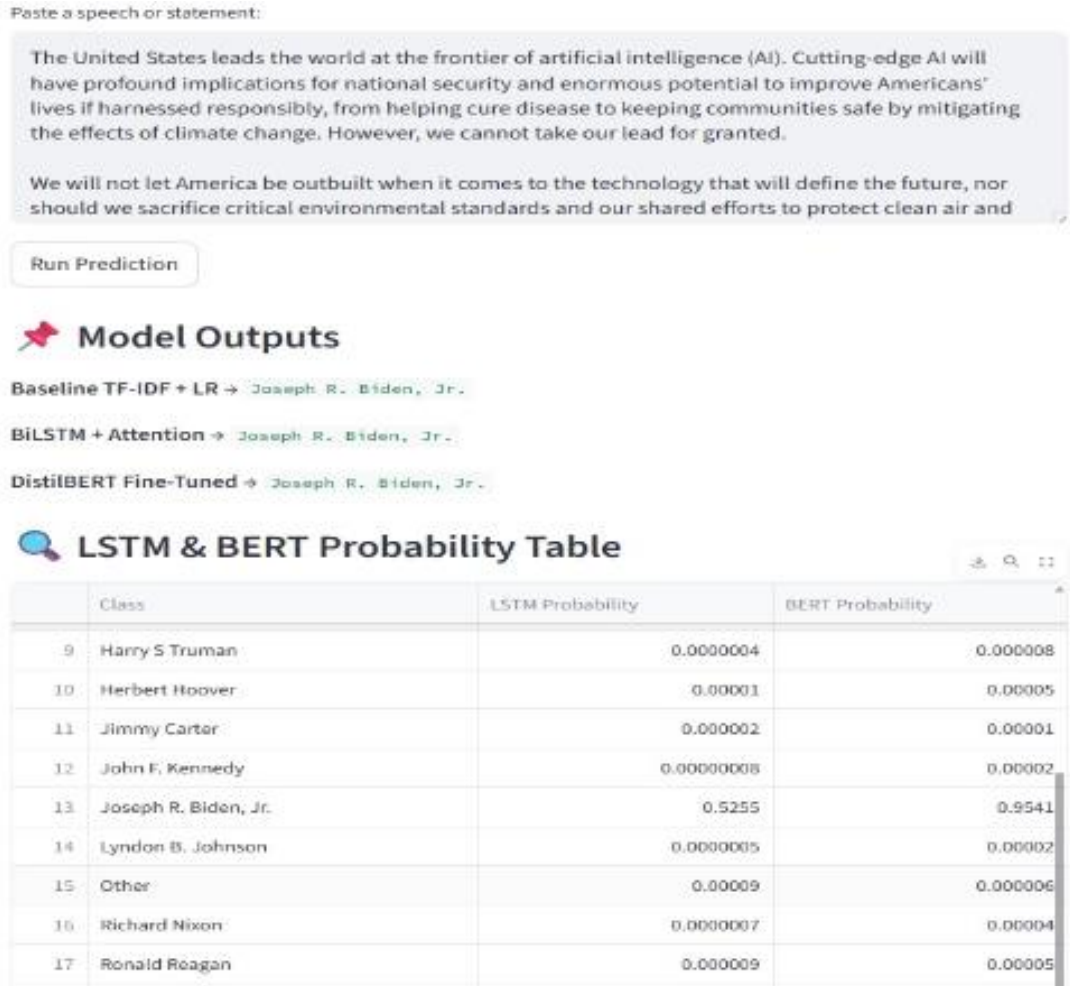 Paste a speech or statement:
The United States leads the world at the frontier of artificial intelligence (AI). Cutting-edge AI will
have profound implications for national security and enormous potential to improve Americans'
lives if harnessed responsibly, from helping cure disease to keeping communities safe by mitigating
the effects of climate change. However, we cannot take our lead for granted.
We will not let America be outbuilt when it comes to the technology that will define the future, nor
should we sacrifice critical environmental standards and our shared efforts to protect clean air and
Run Prediction
Model Outputs
Baseline TF-IDF + LR → Joseph R. Biden, Jr.
BiLSTM + Attention → Joseph R. Biden, Jr.
DistilBERT Fine-Tuned → Joseph R. Biden, Jr.
LSTM & BERT Probability Table
Class LSTM Probability BERT Probability
9 Harry S Truman 0.0000004 0.000008
10 Herbert Hoover 0.00001 0.00005
11 Jimmy Carter 0.000002 0.00001
12 John F. Kennedy 0.00000008 0.00002
13 Joseph R. Biden, Jr. 0.5255 0.9541
14 Lyndon B. Johnson 0.0000005 0.00002
15 Other 0.00009 0.000006
16 Richard Nixon 0.0000007 0.00004
17 Ronald Reagan 0.000009 0.00005